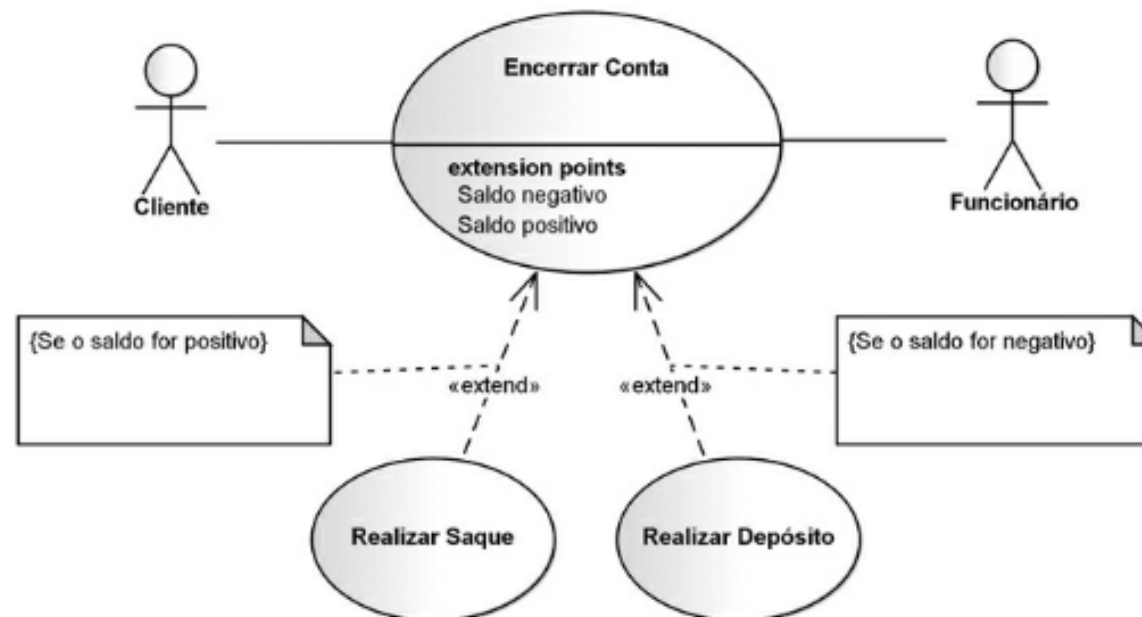 Encerrar Conta
extension points
Saldo negativo
Saldo positivo
Cliente
Funcionário
{Se o saldo for positivo}
{Se o saldo for negativo}
«extend»
«extend»
Realizar Saque
Realizar Depósito